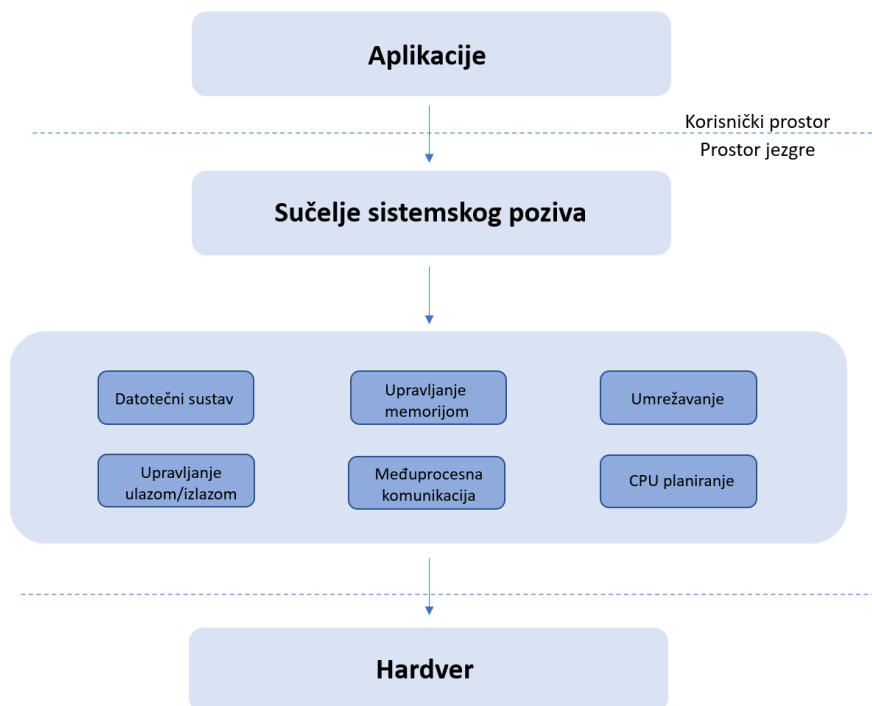 Aplikacije
Korisnički prostor
Prostor jezgre
Sučelje sistemskog poziva
Datotečni sustav
Upravljanje
memorijom
Umrežavanje
Upravljanje
ulazom/izlazom
Međuprocesna
komunikacija
CPU planiranje
Hardver